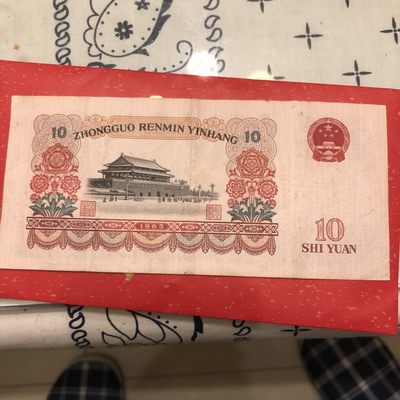 10 ZHONGGUO RENMIN YINHANG 10
1965
10
SHI YUAN